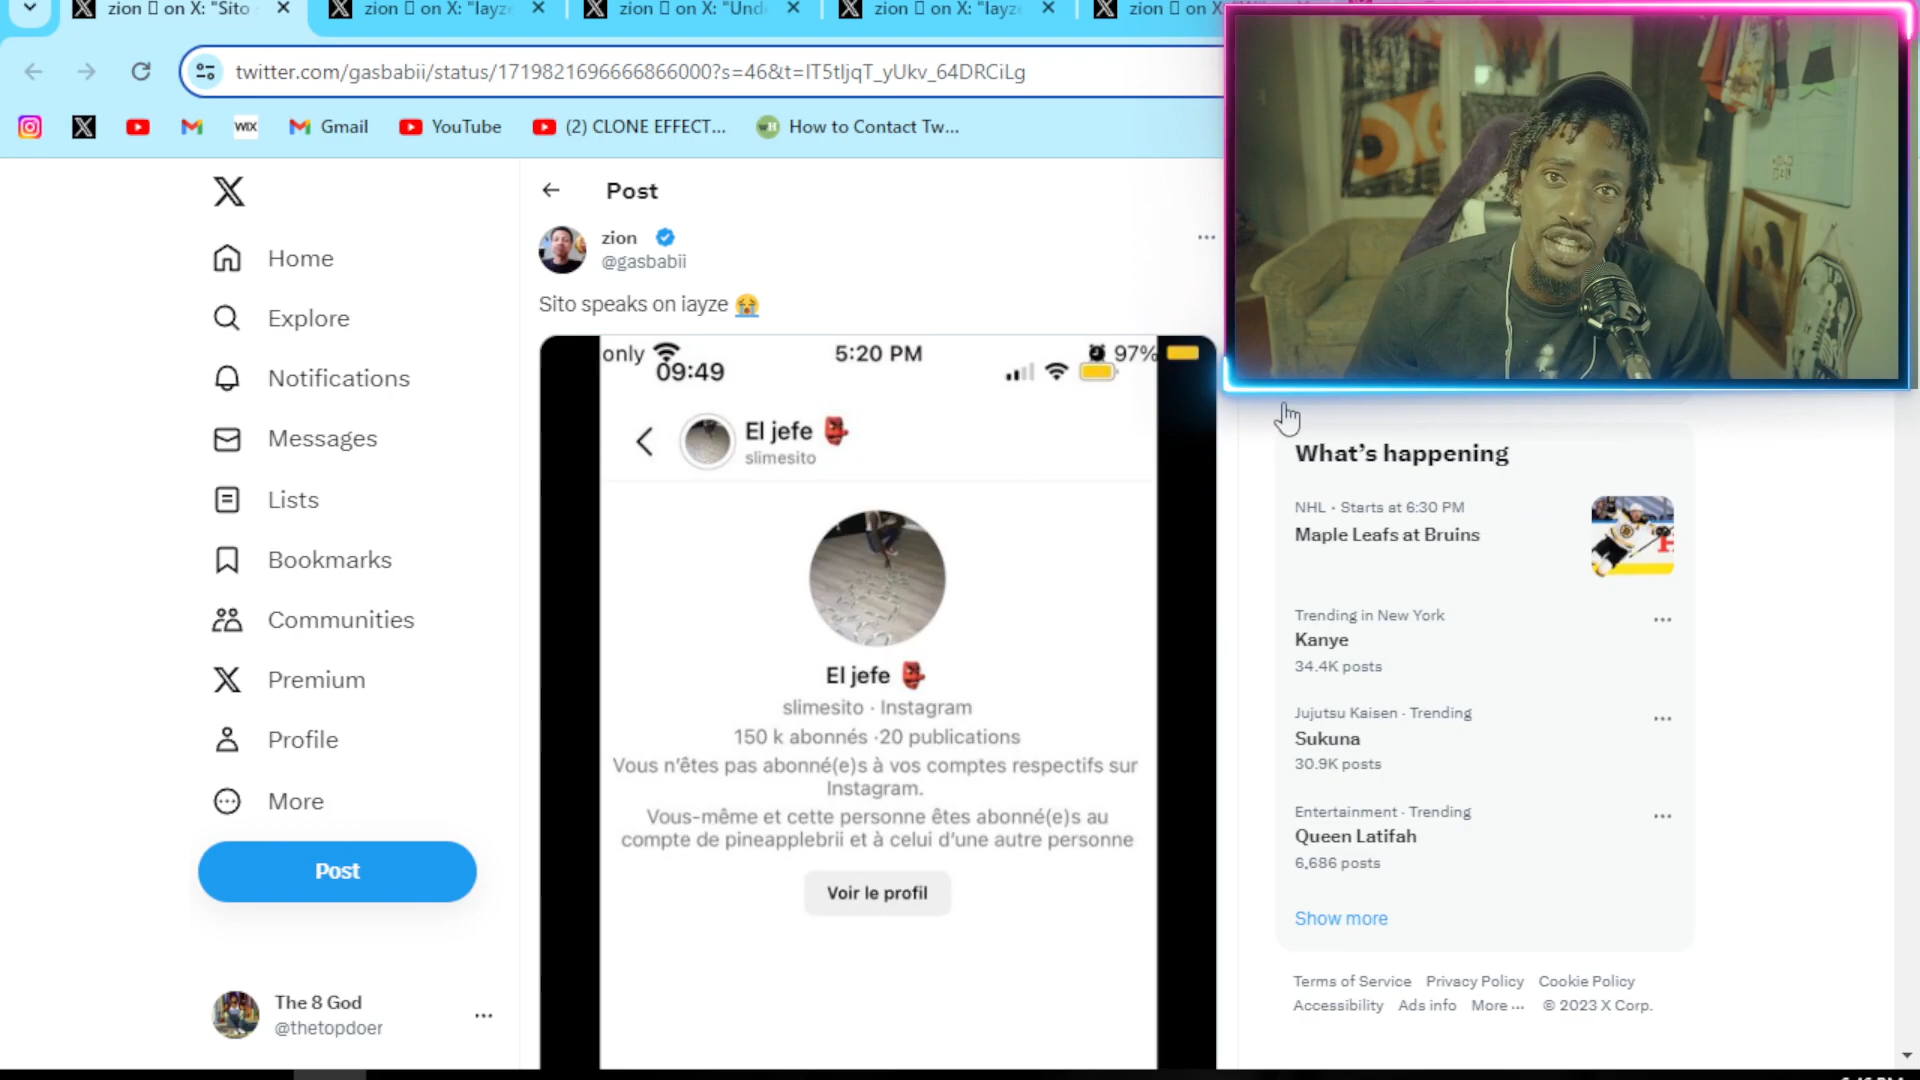 zion on X: "Sito
zion on X: "Iayze
zion on X: "Und
zion on X: "Iayze
zion on X:
twitter.com/gasbabii/status/1719821696666866000?s=46&t=IT5tIjqT_yUkv_64DRCiLg
WIX
Gmail
YouTube
(2) CLONE EFFECT...
wH
How to Contact Tw...
Home
Explore
Notifications
Messages
Lists
Bookmarks
Communities
Premium
Profile
More
Post
The 8 God
@thetopdoer
Post
zion
@gasbabii
Sito speaks on iayze 😭
only 5:20 PM 97%
09:49
El jefe 👺
slimesito
El jefe 👺
slimesito · Instagram
150 k abonnés ·20 publications
Vous n'êtes pas abonné(e)s à vos comptes respectifs sur
Instagram.
Vous-même et cette personne êtes abonné(e)s au
compte de pineapplebrii et à celui d'une autre personne
Voir le profil
What's happening
NHL · Starts at 6:30 PM
Maple Leafs at Bruins
Trending in New York
Kanye
34.4K posts
Jujutsu Kaisen · Trending
Sukuna
30.9K posts
Entertainment · Trending
Queen Latifah
6,686 posts
Show more
Terms of Service Privacy Policy Cookie Policy
Accessibility Ads info More ··· © 2023 X Corp.